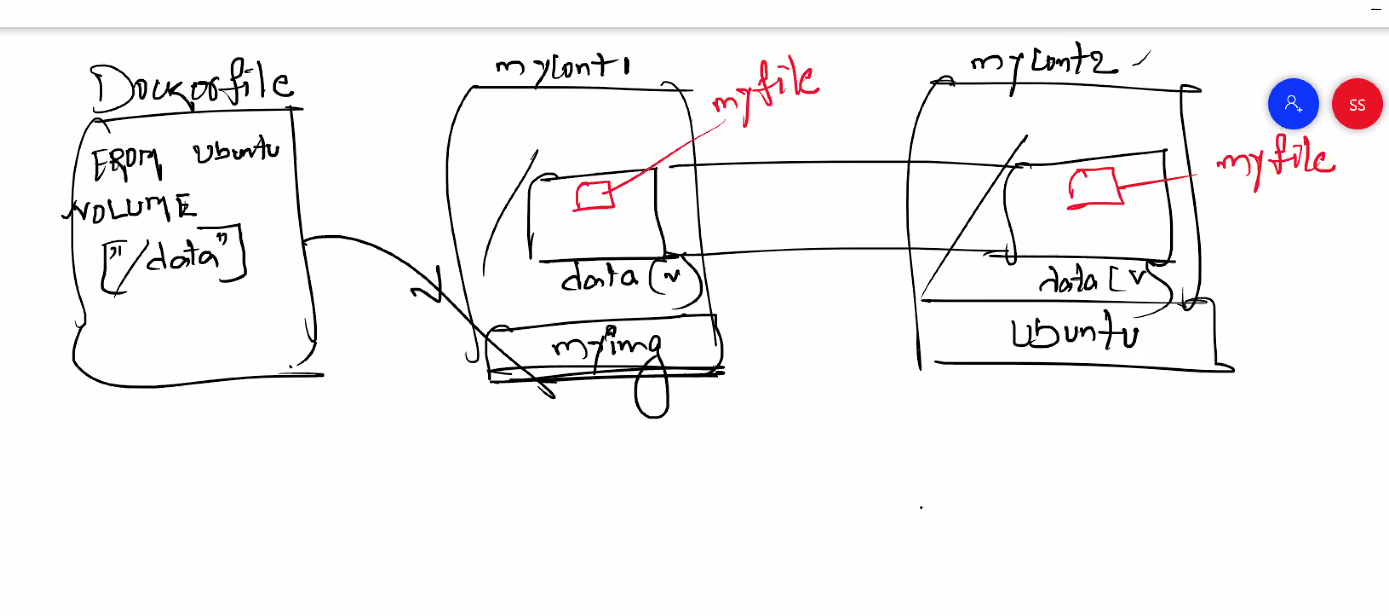 Dockerfile
FROM Ubuntu
VOLUME
["/data"]
mycont1
myfile
data (v)
myimg
mycont2
SS
myfile
data [v)
Ubuntu